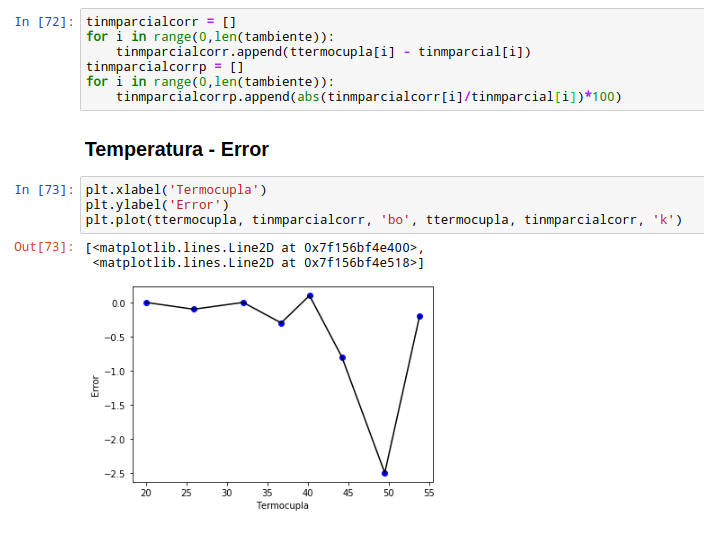 In [72]: tinmparcialcorr = []
for i in range(0,len(tambiente)):
    tinmparcialcorr.append(ttermocupla[i] - tinmparcial[i])
tinmparcialcorrp = []
for i in range(0,len(tambiente)):
    tinmparcialcorrp.append(abs(tinmparcialcorr[i]/tinmparcial[i])*100)
Temperatura - Error
In [73]: plt.xlabel('Termocupla')
plt.ylabel('Error')
plt.plot(ttermocupla, tinmparcialcorr, 'bo', ttermocupla, tinmparcialcorr, 'k')
Out[73]: [<matplotlib.lines.Line2D at 0x7f156bf4e400>,
 <matplotlib.lines.Line2D at 0x7f156bf4e518>]
0.0
−0.5
−1.0
−1.5
−2.0
−2.5
Error
20 25 30 35 40 45 50 55
Termocupla